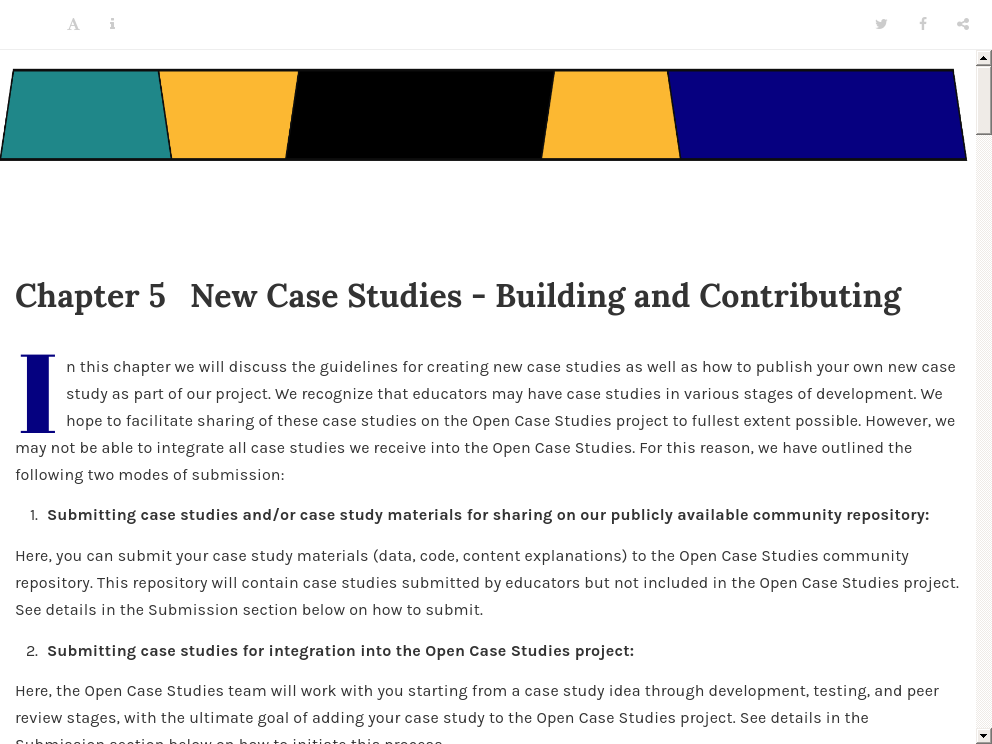 A i
Chapter 5 New Case Studies - Building and Contributing
In this chapter we will discuss the guidelines for creating new case studies as well as how to publish your own new case
study as part of our project. We recognize that educators may have case studies in various stages of development. We
hope to facilitate sharing of these case studies on the Open Case Studies project to fullest extent possible. However, we
may not be able to integrate all case studies we receive into the Open Case Studies. For this reason, we have outlined the
following two modes of submission:
1. Submitting case studies and/or case study materials for sharing on our publicly available community repository:
Here, you can submit your case study materials (data, code, content explanations) to the Open Case Studies community
repository. This repository will contain case studies submitted by educators but not included in the Open Case Studies project.
See details in the Submission section below on how to submit.
2. Submitting case studies for integration into the Open Case Studies project:
Here, the Open Case Studies team will work with you starting from a case study idea through development, testing, and peer
review stages, with the ultimate goal of adding your case study to the Open Case Studies project. See details in the
Submission section below on how to initiate this process.